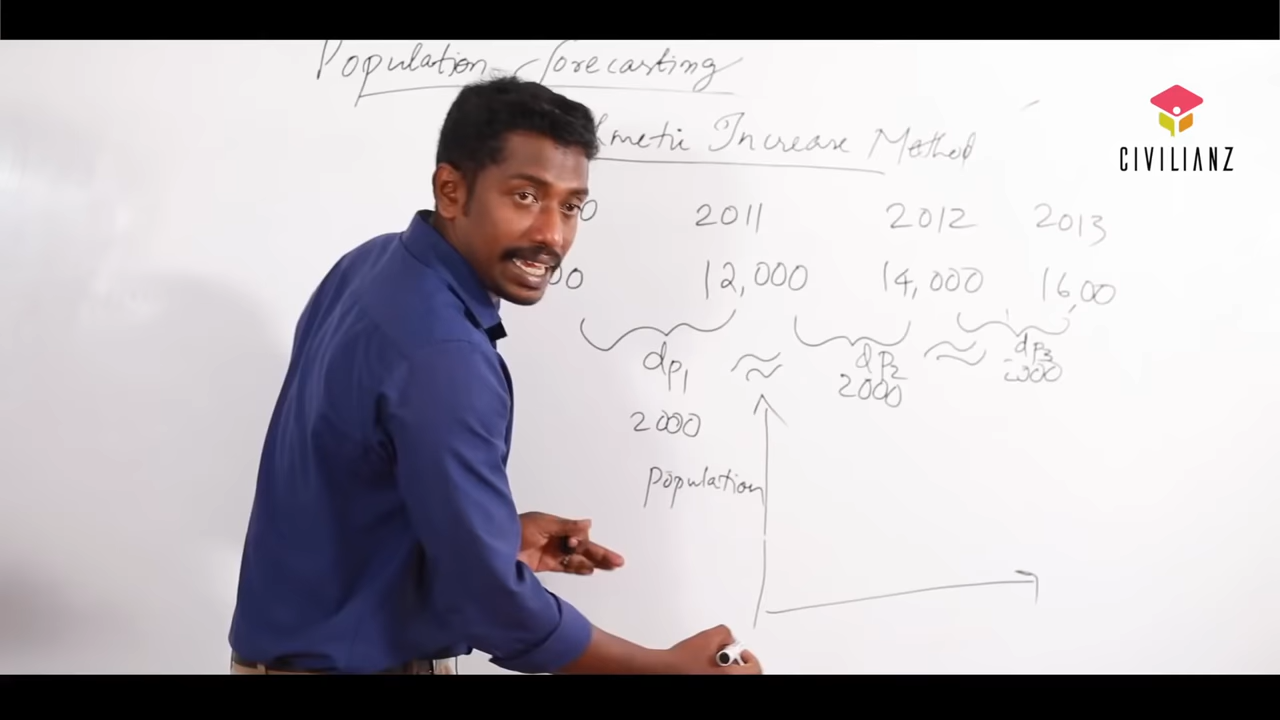 Population forecasting
Increase Method
CIVILIANZ
2011 2012 2013
12,000 14,000 16,00
dp1 ≈ dp2 ≈ dp3
2000 2000
population